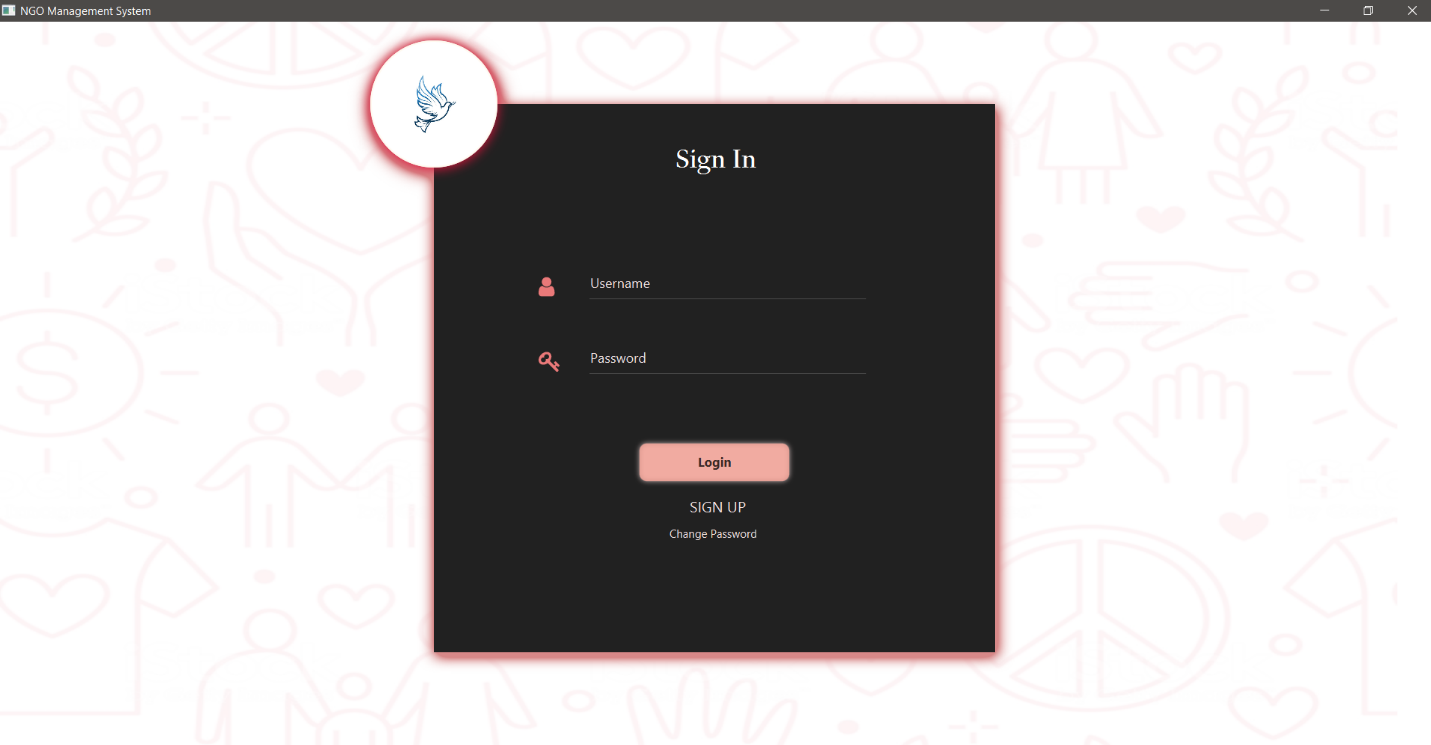 NGO Management System
Sign In
Username
Password
Login
SIGN UP
Change Password